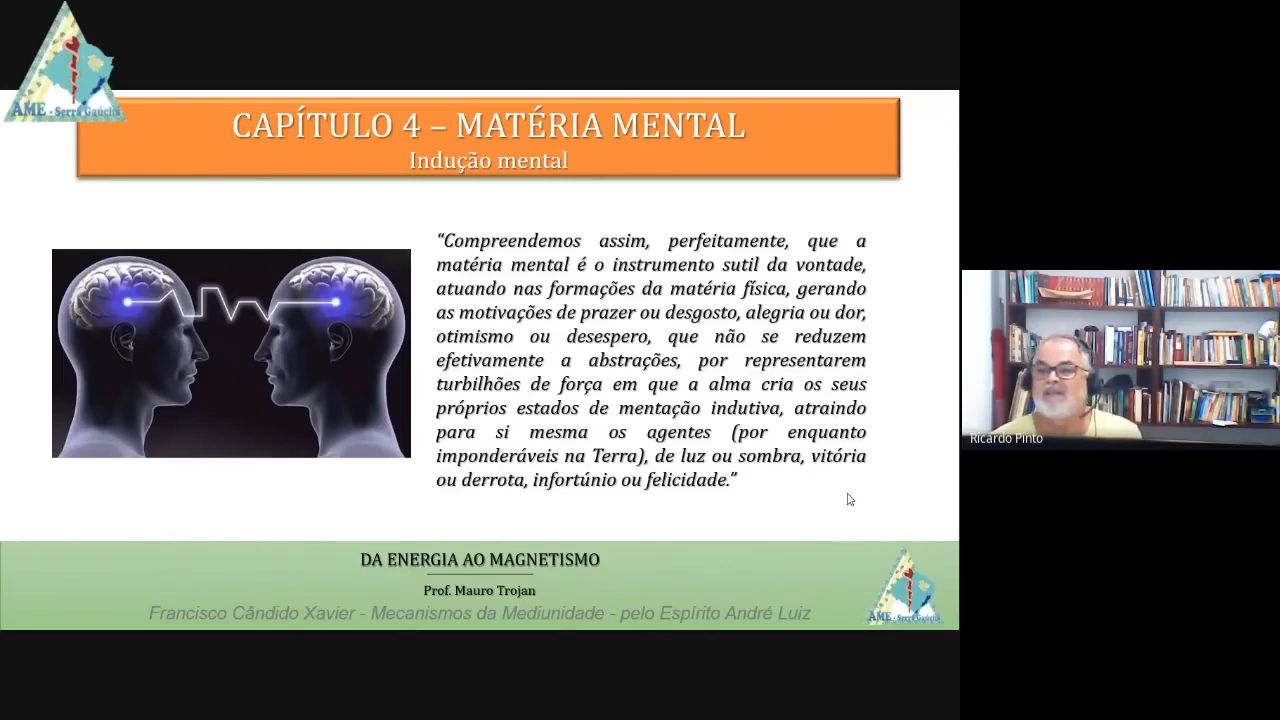 AME - Serra Gaúcha
CAPÍTULO 4 – MATÉRIA MENTAL
Indução mental
“Compreendemos assim, perfeitamente, que a
matéria mental é o instrumento sutil da vontade,
atuando nas formações da matéria física, gerando
as motivações de prazer ou desgosto, alegria ou dor,
otimismo ou desespero, que não se reduzem
efetivamente a abstrações, por representarem
turbilhões de força em que a alma cria os seus
próprios estados de mentação indutiva, atraindo
para si mesma os agentes (por enquanto
imponderáveis na Terra), de luz ou sombra, vitória
ou derrota, infortúnio ou felicidade.”
Ricardo Pinto
DA ENERGIA AO MAGNETISMO
Prof. Mauro Trojan
Francisco Cândido Xavier - Mecanismos da Mediunidade - pelo Espírito André Luiz
AME - Serra Gaúcha